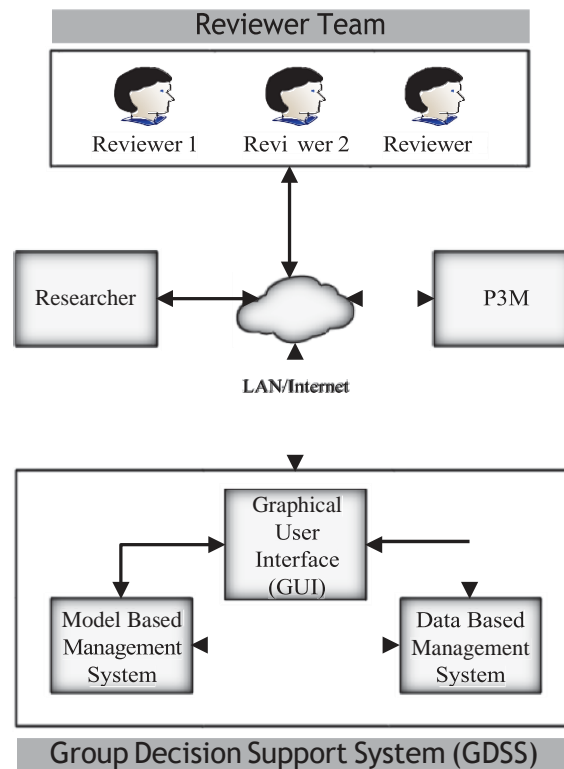 Reviewer Team
Reviewer 1
Revi wer 2
Reviewer
Researcher
P3M
LAN/Internet
Graphical
User
Interface
(GUI)
Model Based
Management
System
Data Based
Management
System
Group Decision Support System (GDSS)